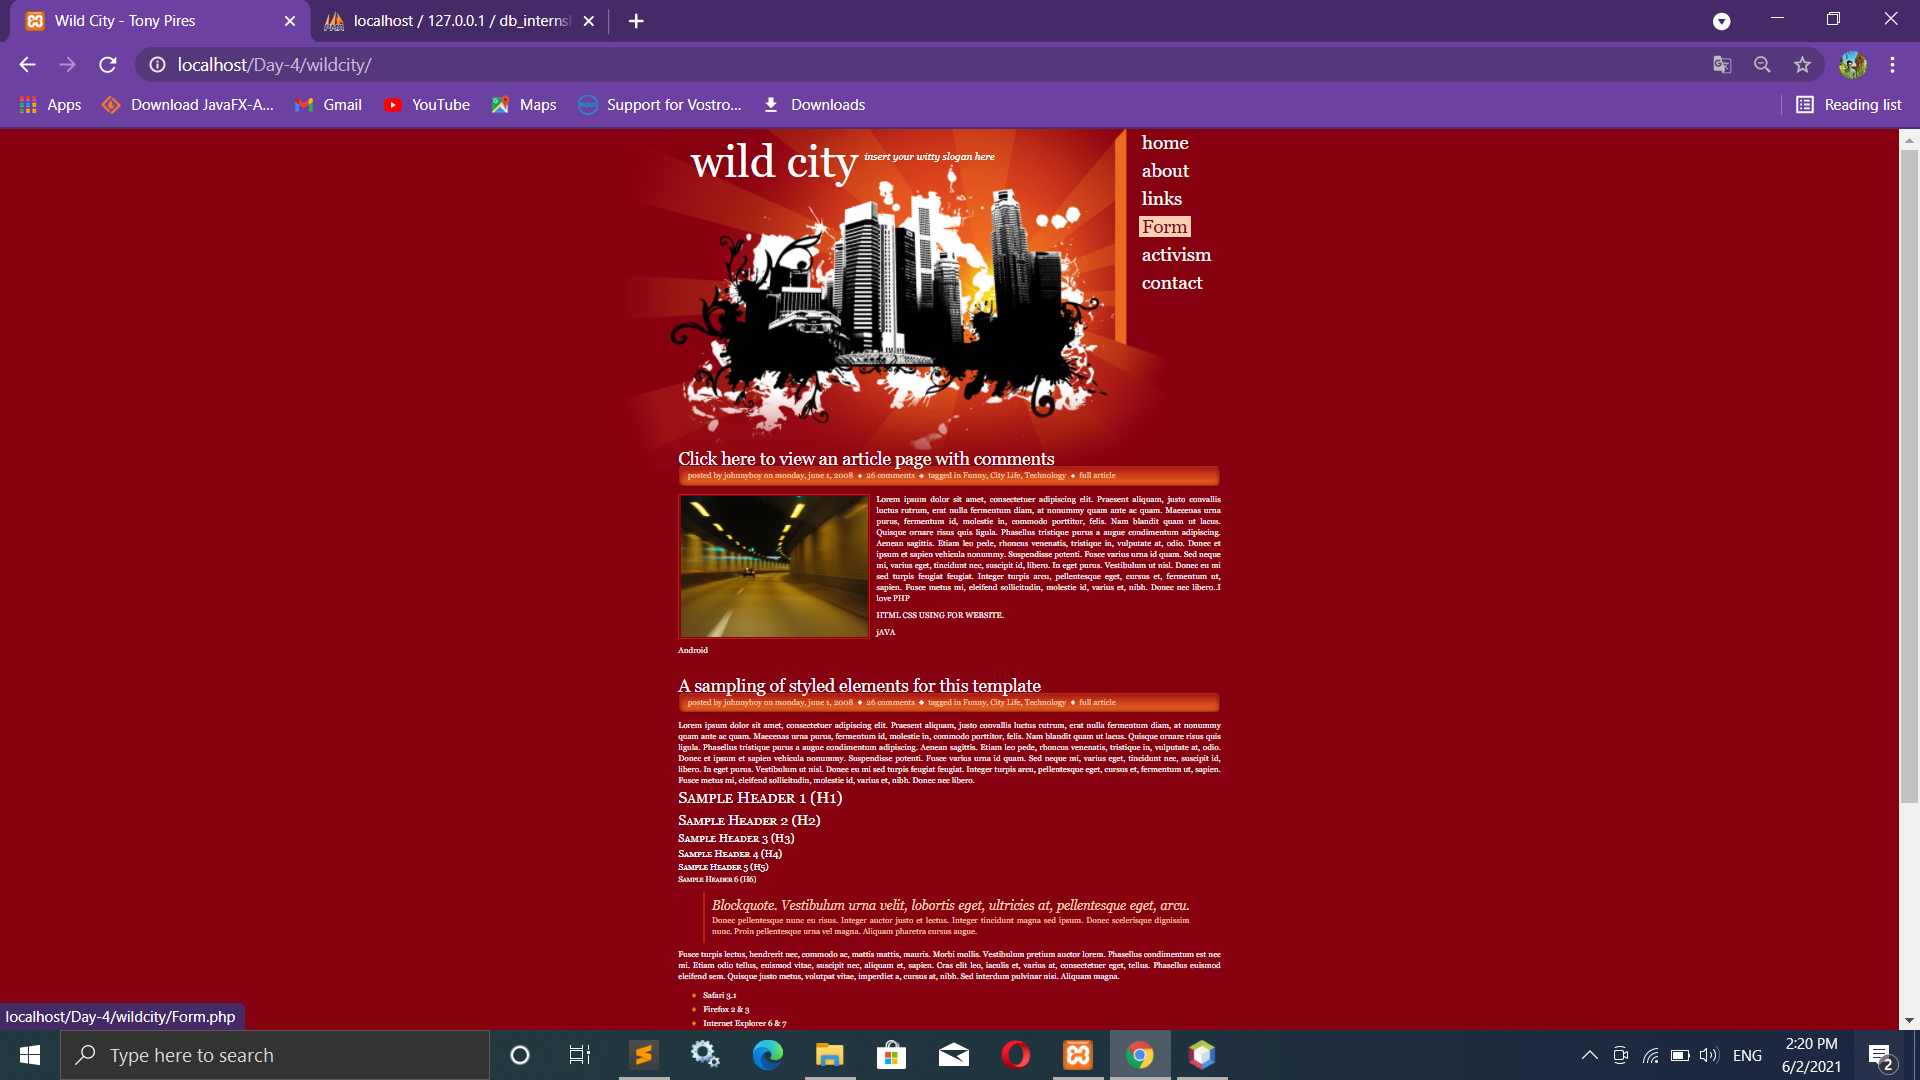 Wild City - Tony Pires
localhost / 127.0.0.1 / db_interns
localhost/Day-4/wildcity/
Apps
Download JavaFX-A...
Gmail
YouTube
Maps
Support for Vostro...
Downloads
Reading list
wild city insert your witty slogan here
home
about
links
Form
activism
contact
Click here to view an article page with comments
posted by johnnyboy on monday, june 1, 2008 ♦ 26 comments ♦ tagged in Funny, City Life, Technology ♦ full article
Lorem ipsum dolor sit amet, consectetuer adipiscing elit. Praesent aliquam, justo convallis
luctus rutrum, erat nulla fermentum diam, at nonummy quam ante ac quam. Maecenas urna
purus, fermentum id, molestie in, commodo porttitor, felis. Nam blandit quam ut lacus.
Quisque ornare risus quis ligula. Phasellus tristique purus a augue condimentum adipiscing.
Aenean sagittis. Etiam leo pede, rhoncus venenatis, tristique in, vulputate at, odio. Donec et
ipsum et sapien vehicula nonummy. Suspendisse potenti. Fusce varius urna id quam. Sed neque
mi, varius eget, tincidunt nec, suscipit id, libero. In eget purus. Vestibulum ut nisl. Donec eu mi
sed turpis feugiat feugiat. Integer turpis arcu, pellentesque eget, cursus et, fermentum ut,
sapien. Fusce metus mi, eleifend sollicitudin, molestie id, varius et, nibh. Donec nec libero..I
love PHP
HTML CSS USING FOR WEBSITE.
jAVA
Android
A sampling of styled elements for this template
posted by johnnyboy on monday, june 1, 2008 ♦ 26 comments ♦ tagged in Funny, City Life, Technology ♦ full article
Lorem ipsum dolor sit amet, consectetuer adipiscing elit. Praesent aliquam, justo convallis luctus rutrum, erat nulla fermentum diam, at nonummy
quam ante ac quam. Maecenas urna purus, fermentum id, molestie in, commodo porttitor, felis. Nam blandit quam ut lacus. Quisque ornare risus quis
ligula. Phasellus tristique purus a augue condimentum adipiscing. Aenean sagittis. Etiam leo pede, rhoncus venenatis, tristique in, vulputate at, odio.
Donec et ipsum et sapien vehicula nonummy. Suspendisse potenti. Fusce varius urna id quam. Sed neque mi, varius eget, tincidunt nec, suscipit id,
libero. In eget purus. Vestibulum ut nisl. Donec eu mi sed turpis feugiat feugiat. Integer turpis arcu, pellentesque eget, cursus et, fermentum ut, sapien.
Fusce metus mi, eleifend sollicitudin, molestie id, varius et, nibh. Donec nec libero.
Sample Header 1 (H1)
Sample Header 2 (H2)
Sample Header 3 (H3)
Sample Header 4 (H4)
Sample Header 5 (H5)
Sample Header 6 (H6)
Blockquote. Vestibulum urna velit, lobortis eget, ultricies at, pellentesque eget, arcu.
Donec pellentesque nunc eu risus. Integer auctor justo et lectus. Integer tincidunt magna sed ipsum. Donec scelerisque dignissim
nunc. Proin pellentesque urna vel magna. Aliquam pharetra cursus augue.
Fusce turpis lectus, hendrerit nec, commodo ac, mattis mattis, mauris. Morbi mollis. Vestibulum pretium auctor lorem. Phasellus condimentum est nec
mi. Etiam odio tellus, euismod vitae, suscipit nec, aliquam et, sapien. Cras elit leo, iaculis et, varius at, consectetuer eget, tellus. Phasellus euismod
eleifend sem. Quisque justo metus, volutpat vitae, imperdiet a, cursus at, nibh. Sed interdum pulvinar nisi. Aliquam magna.
♦ Safari 3.1
♦ Firefox 2 & 3
♦ Internet Explorer 6 & 7
localhost/Day-4/wildcity/Form.php
Type here to search
ENG
2:20 PM
6/2/2021
2